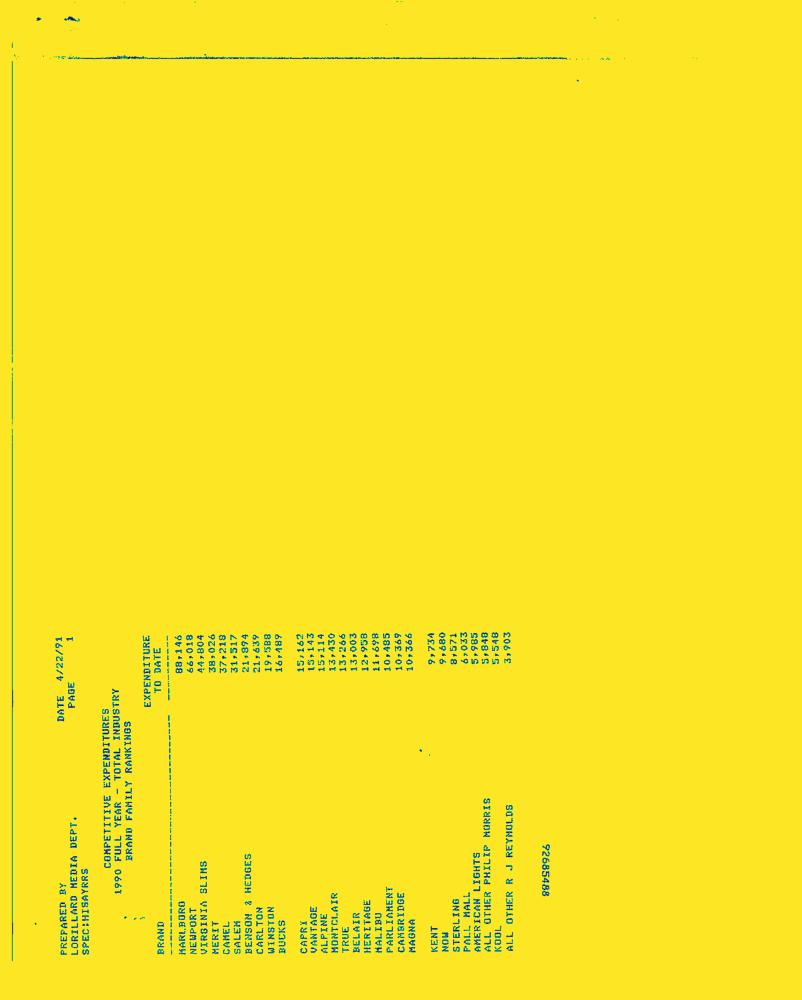 PREPARED BY DATE 4/22/91
LORILLARD MEDIA DEPT. PAGE 1
SPEC:HISAYRRS
COMPETITIVE EXPENDITURES
1990 FULL YEAR - TOTAL INDUSTRY
BRAND FAMILY RANKINGS
EXPENDITURE
BRAND TO DATE
MARLBORO 88,146
NEWPORT 66,018
VIRGINIA SLIMS 44,804
MERIT 38,026
CAMEL 37,218
SALEM 31,517
BENSON & HEDGES 21,894
CARLTON 21,639
WINSTON 19,588
BUCKS 16,489
CAPRI 15,162
VANTAGE 15,143
ALPINE 15,114
MONTCLAIR 13,430
TRUE 13,266
BELAIR 13,003
HERITAGE 12,958
MALIBU 11,698
PARLIAMENT 10,485
CAMBRIDGE 10,369
MAGNA 10,366
KENT 9,734
NOW 9,680
STERLING 8,571
PALL MALL 6,033
AMERICAN LIGHTS 5,985
ALL OTHER PHILIP MORRIS 5,848
KOOL 5,548
ALL OTHER R J REYNOLDS 3,903
92685488